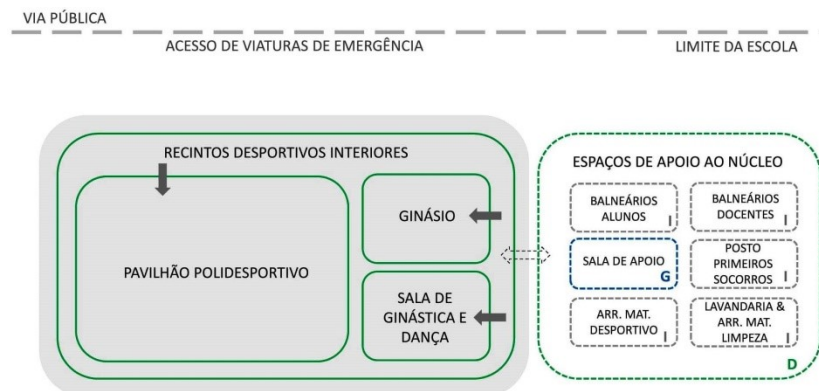 VIA PÚBLICA
ACESSO DE VIATURAS DE EMERGÊNCIA
LIMITE DA ESCOLA
RECINTOS DESPORTIVOS INTERIORES
PAVILHÃO POLIDESPORTIVO
GINÁSIO
SALA DE
GINÁSTICA E
DANÇA
ESPAÇOS DE APOIO AO NÚCLEO
BALNEÁRIOS
ALUNOS
I
BALNEÁRIOS
DOCENTES
I
SALA DE APOIO
G
POSTO
PRIMEIROS
SOCORROS
I
ARR. MAT.
DESPORTIVO
I
LAVANDARIA &
ARR. MAT.
LIMPEZA
I
D